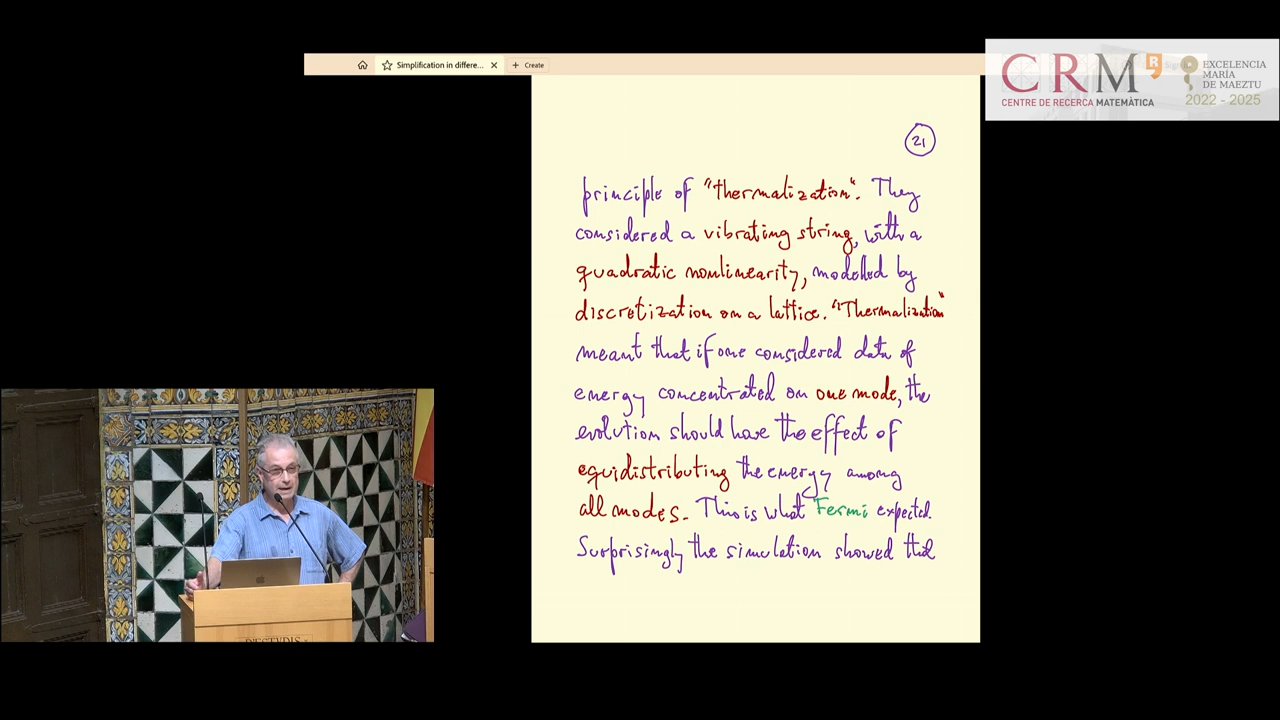 Simplification in differe...
Create
CRM
CENTRE DE RECERCA MATEMÀTICA
EXCELENCIA
MARÍA
DE MAEZTU
2022 - 2025
21
principle of "thermalization". They
considered a vibrating string, with a
quadratic nonlinearity, modelled by
discretization on a lattice. "Thermalization"
meant that if one considered data of
energy concentrated on one mode, the
evolution should have the effect of
equidistributing the energy among
all modes. This is what Fermi expected.
Surprisingly the simulation showed that
D'ESTUDIS